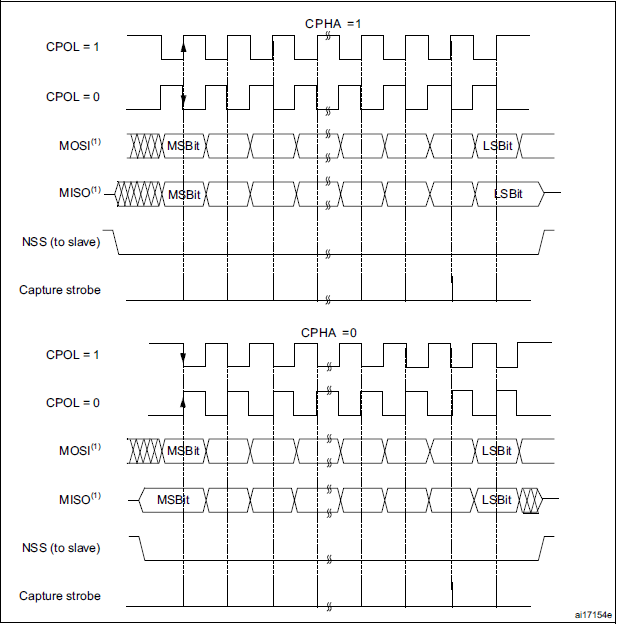 CPHA =1
CPOL = 1
CPOL = 0
MOSI(1) MSBit LSBit
MISO(1) MSBit LSBit
NSS (to slave)
Capture strobe
CPHA =0
CPOL = 1
CPOL = 0
MOSI(1) MSBit LSBit
MISO(1) MSBit LSBit
NSS (to slave)
Capture strobe
ai17154e